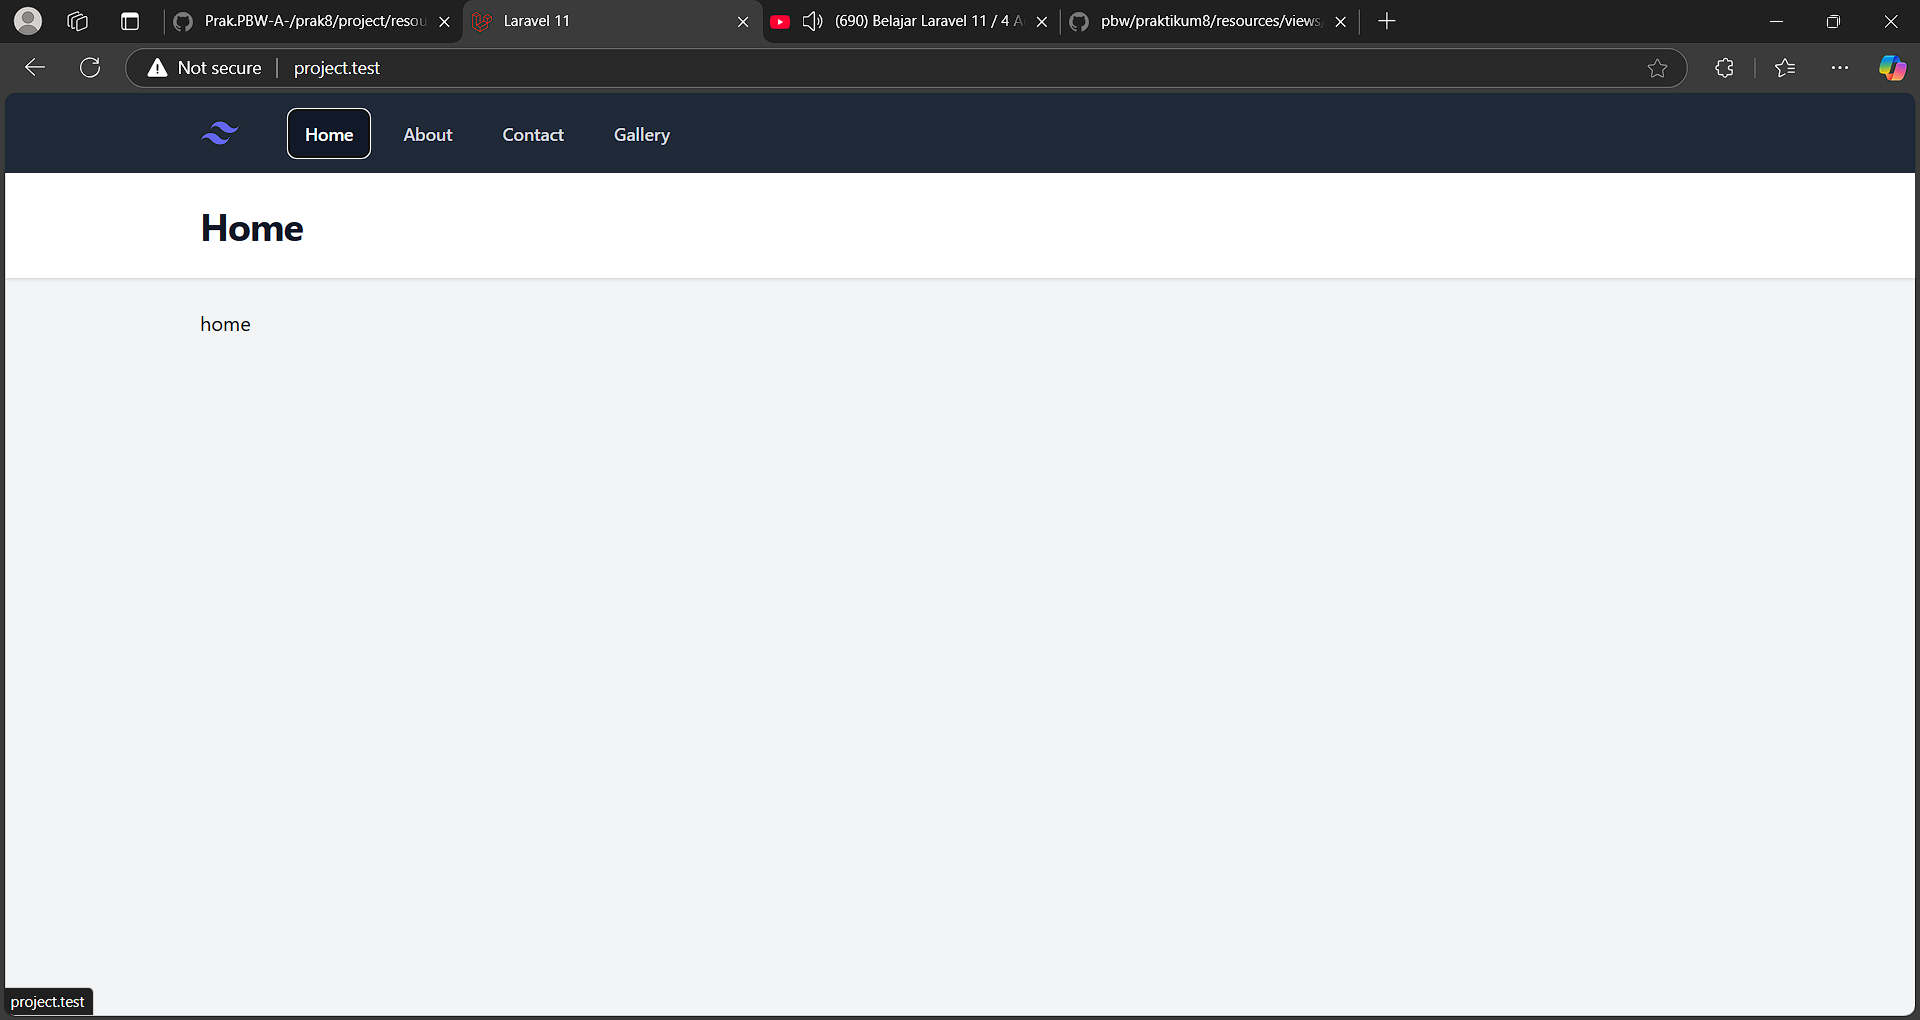 Prak.PBW-A-/prak8/project/resou
Laravel 11
(690) Belajar Laravel 11 / 4 A
pbw/praktikum8/resources/views/
Not secure
project.test
Home About Contact Gallery
Home
home
project.test